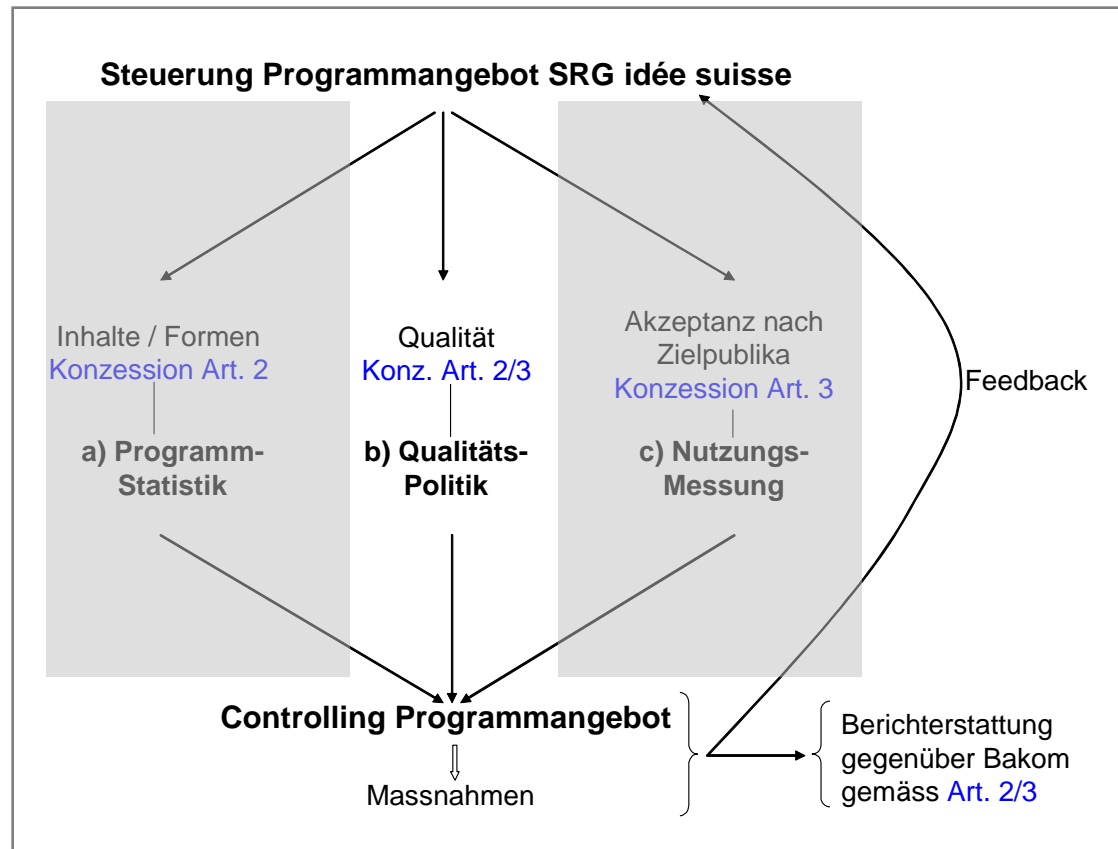 Steuerung Programmangebot SRG idée suisse
Inhalte / Formen
Konzession Art. 2
a) Programm-
Statistik
Qualität
Konz. Art. 2/3
b) Qualitäts-
Politik
Akzeptanz nach
Zielpublika
Konzession Art. 3
c) Nutzungs-
Messung
Feedback
Controlling Programmangebot
Massnahmen
Berichterstattung
gegenüber Bakom
gemäss Art. 2/3